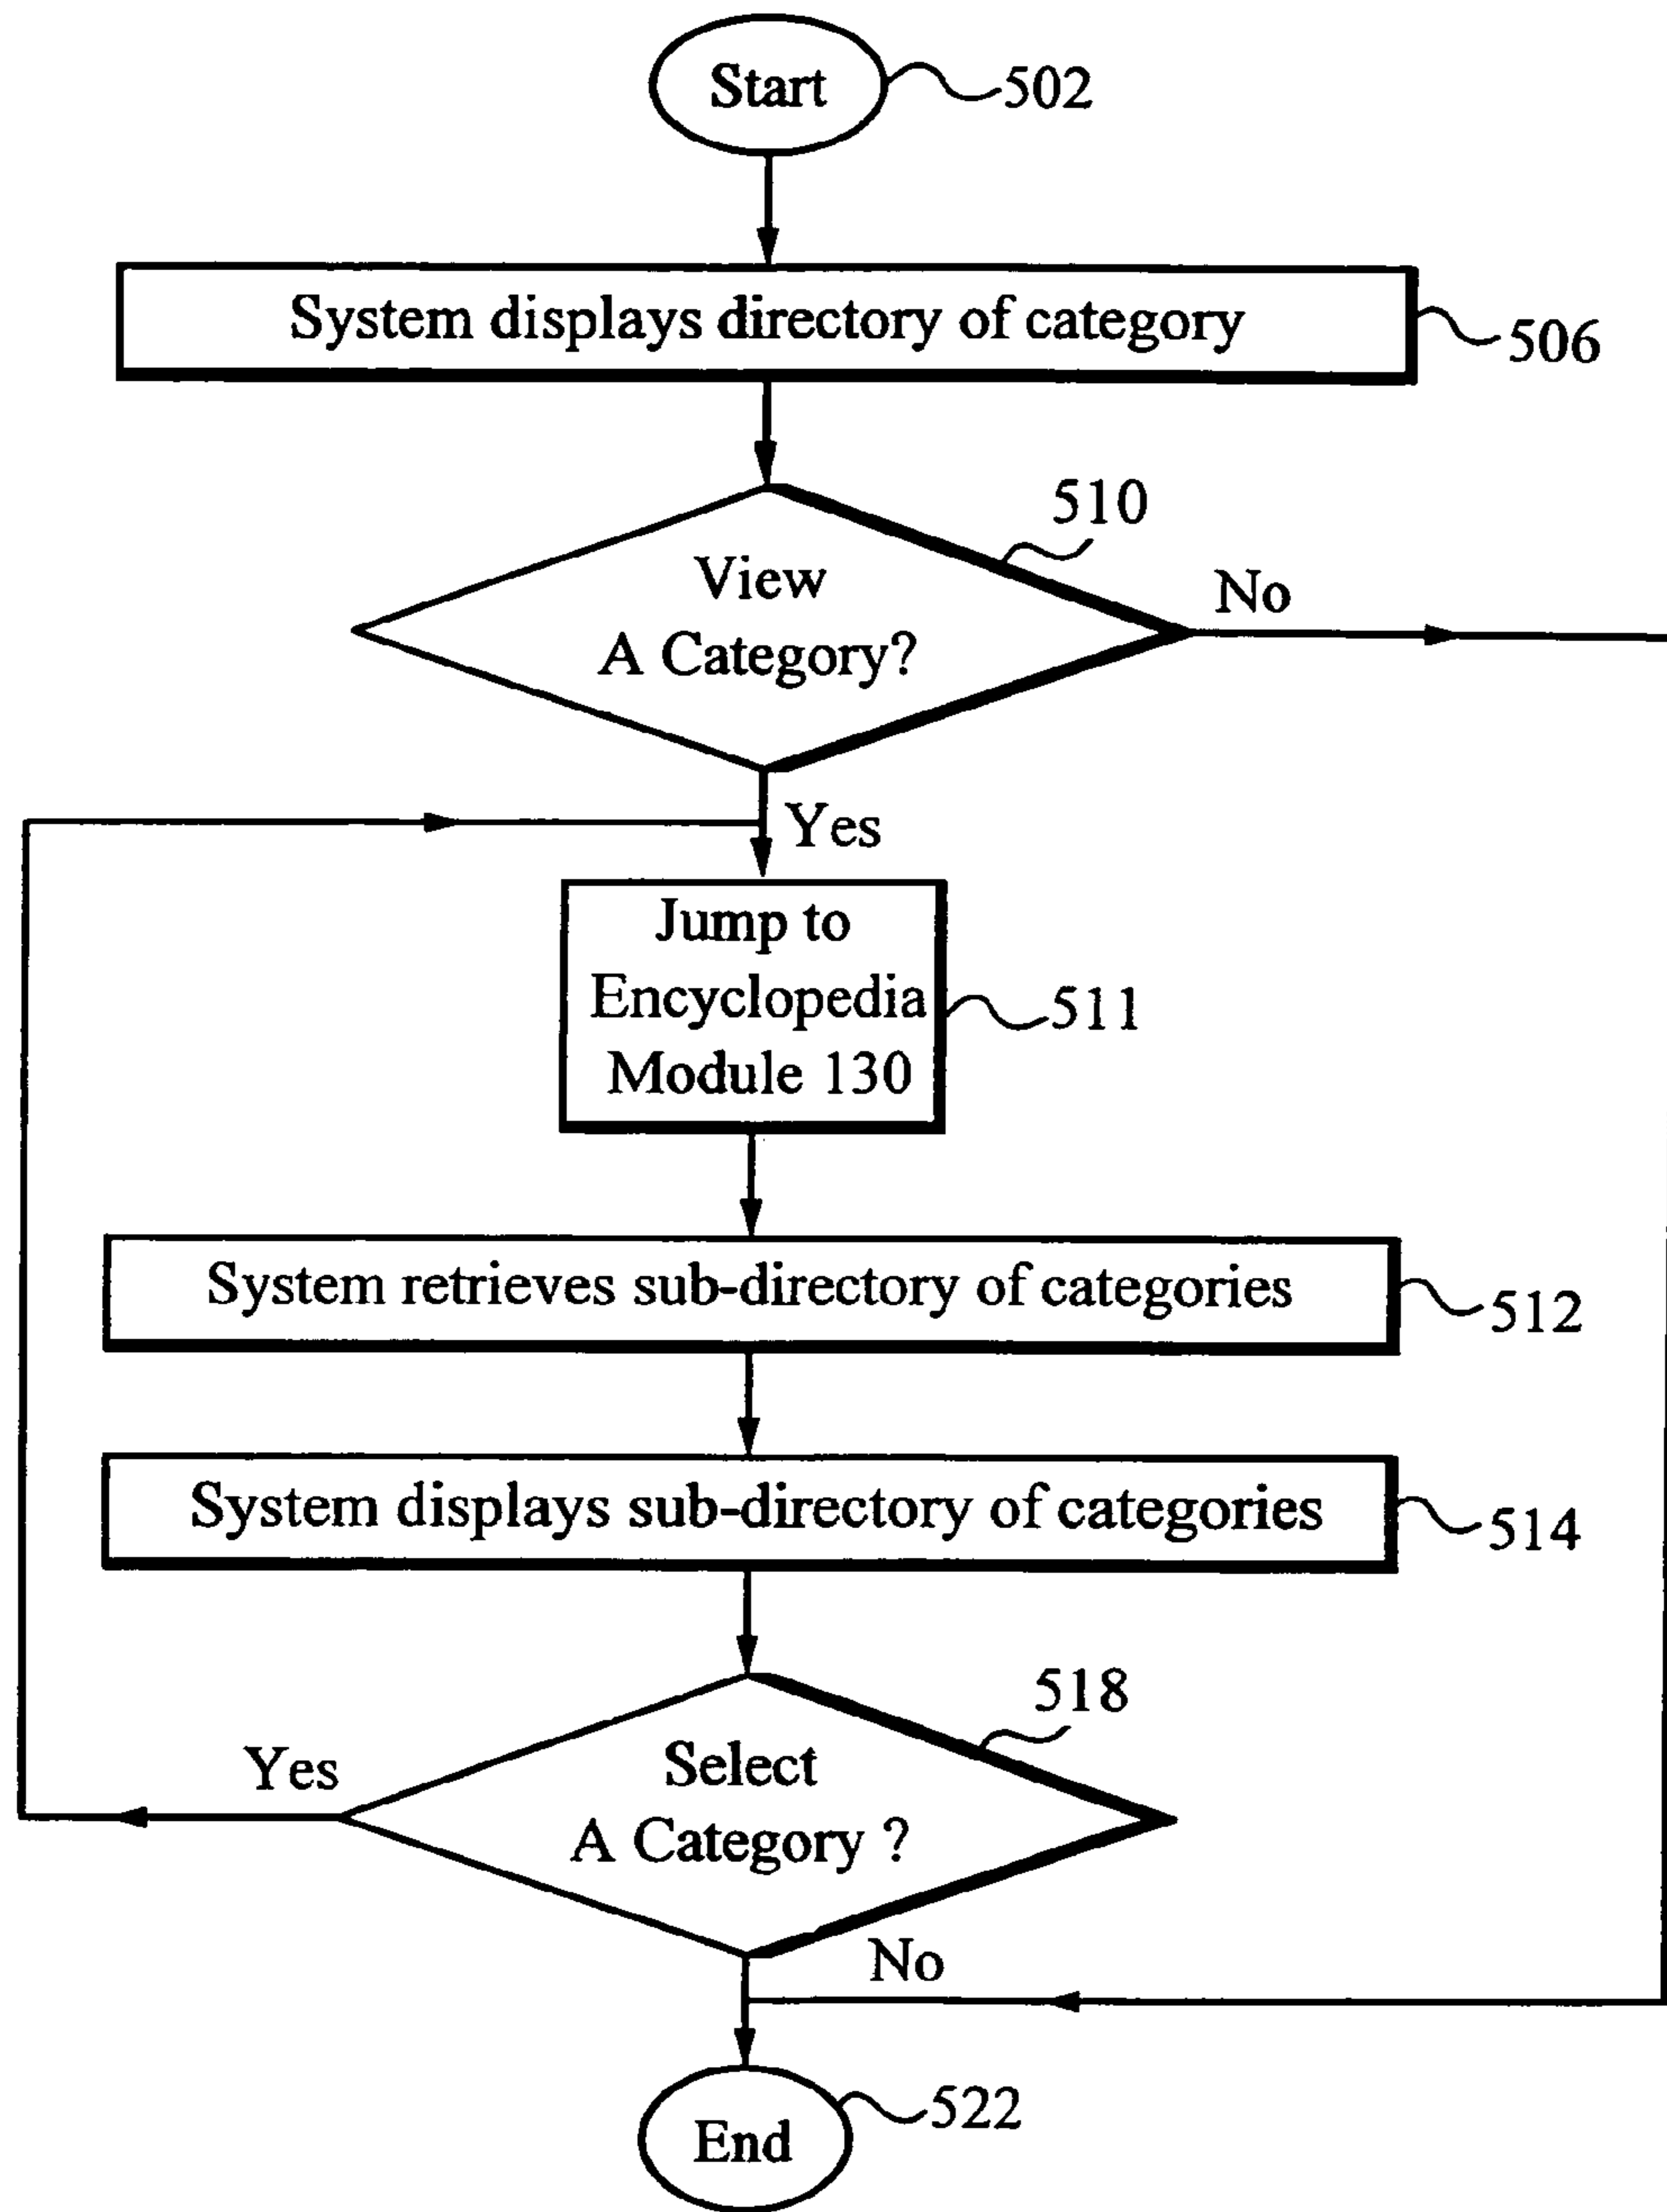 Start
502
System displays directory of category
506
510
View
A Category?
No
Yes
Jump to
Encyclopedia
Module 130
511
System retrieves sub-directory of categories
512
System displays sub-directory of categories
514
518
Select
A Category ?
Yes
No
End
522